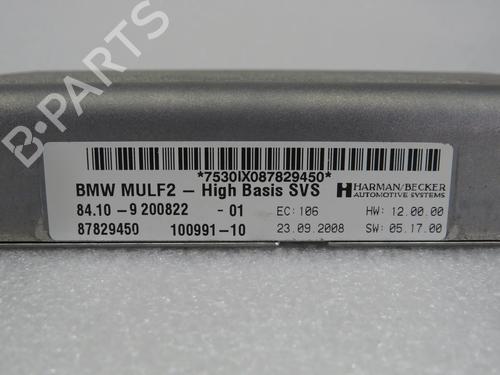 B-PARTS
*7530IX087829450*
BMW MULF2 – High Basis SVS HARMAN/BECKER
AUTOMOTIVE SYSTEMS
84.10 – 9 200822 - 01 EC: 106 HW: 12.00.00
87829450 100991-10 23.09.2008 SW: 05.17.00